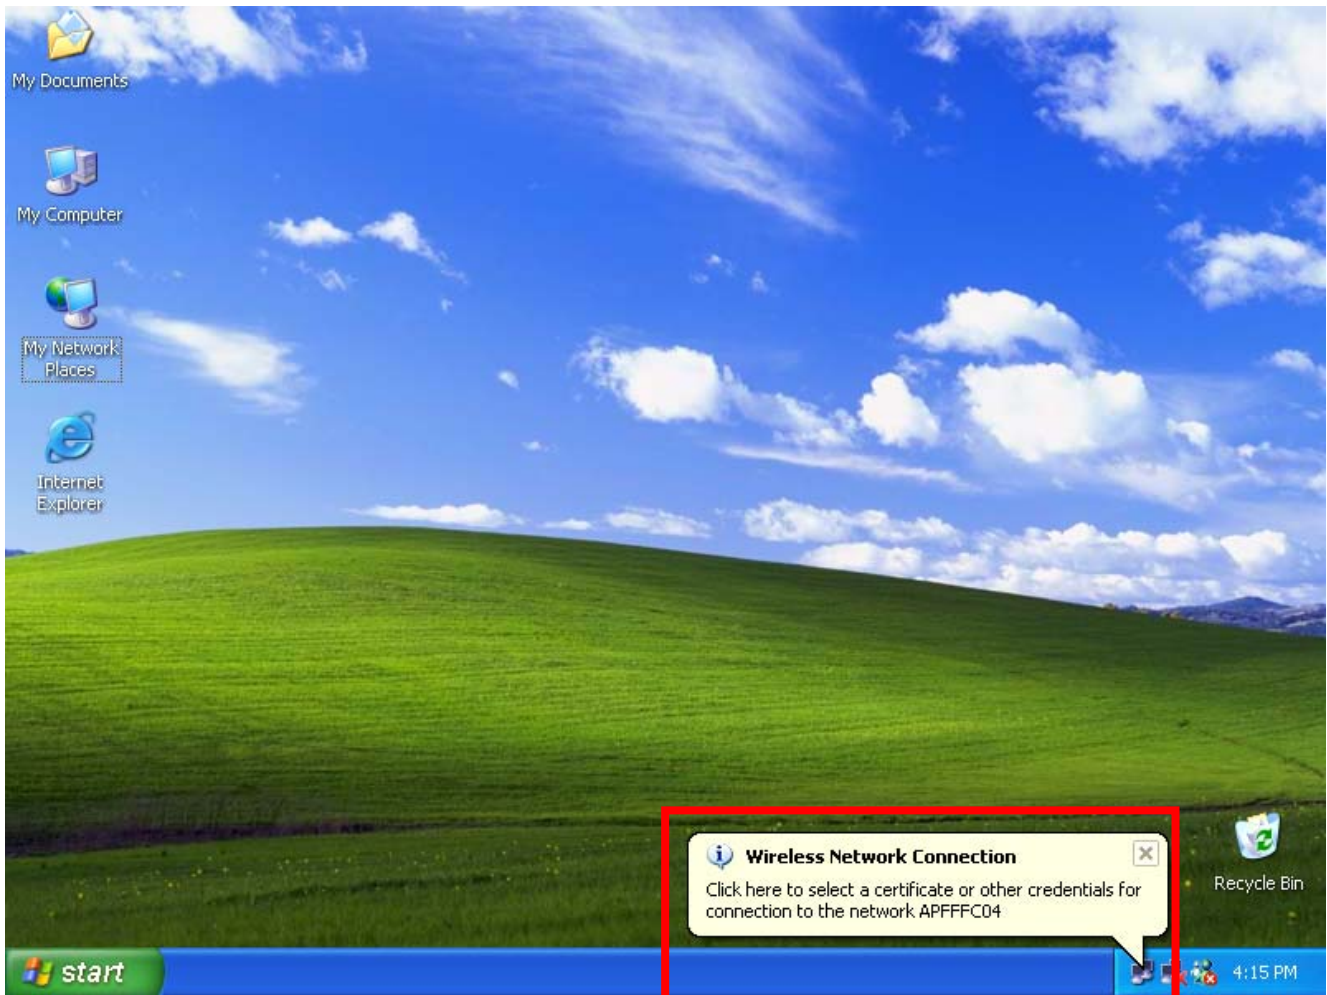 My Documents
My Computer
My Network
Places
Internet
Explorer
Wireless Network Connection
Click here to select a certificate or other credentials for
connection to the network APFFFC04
Recycle Bin
start
4:15 PM